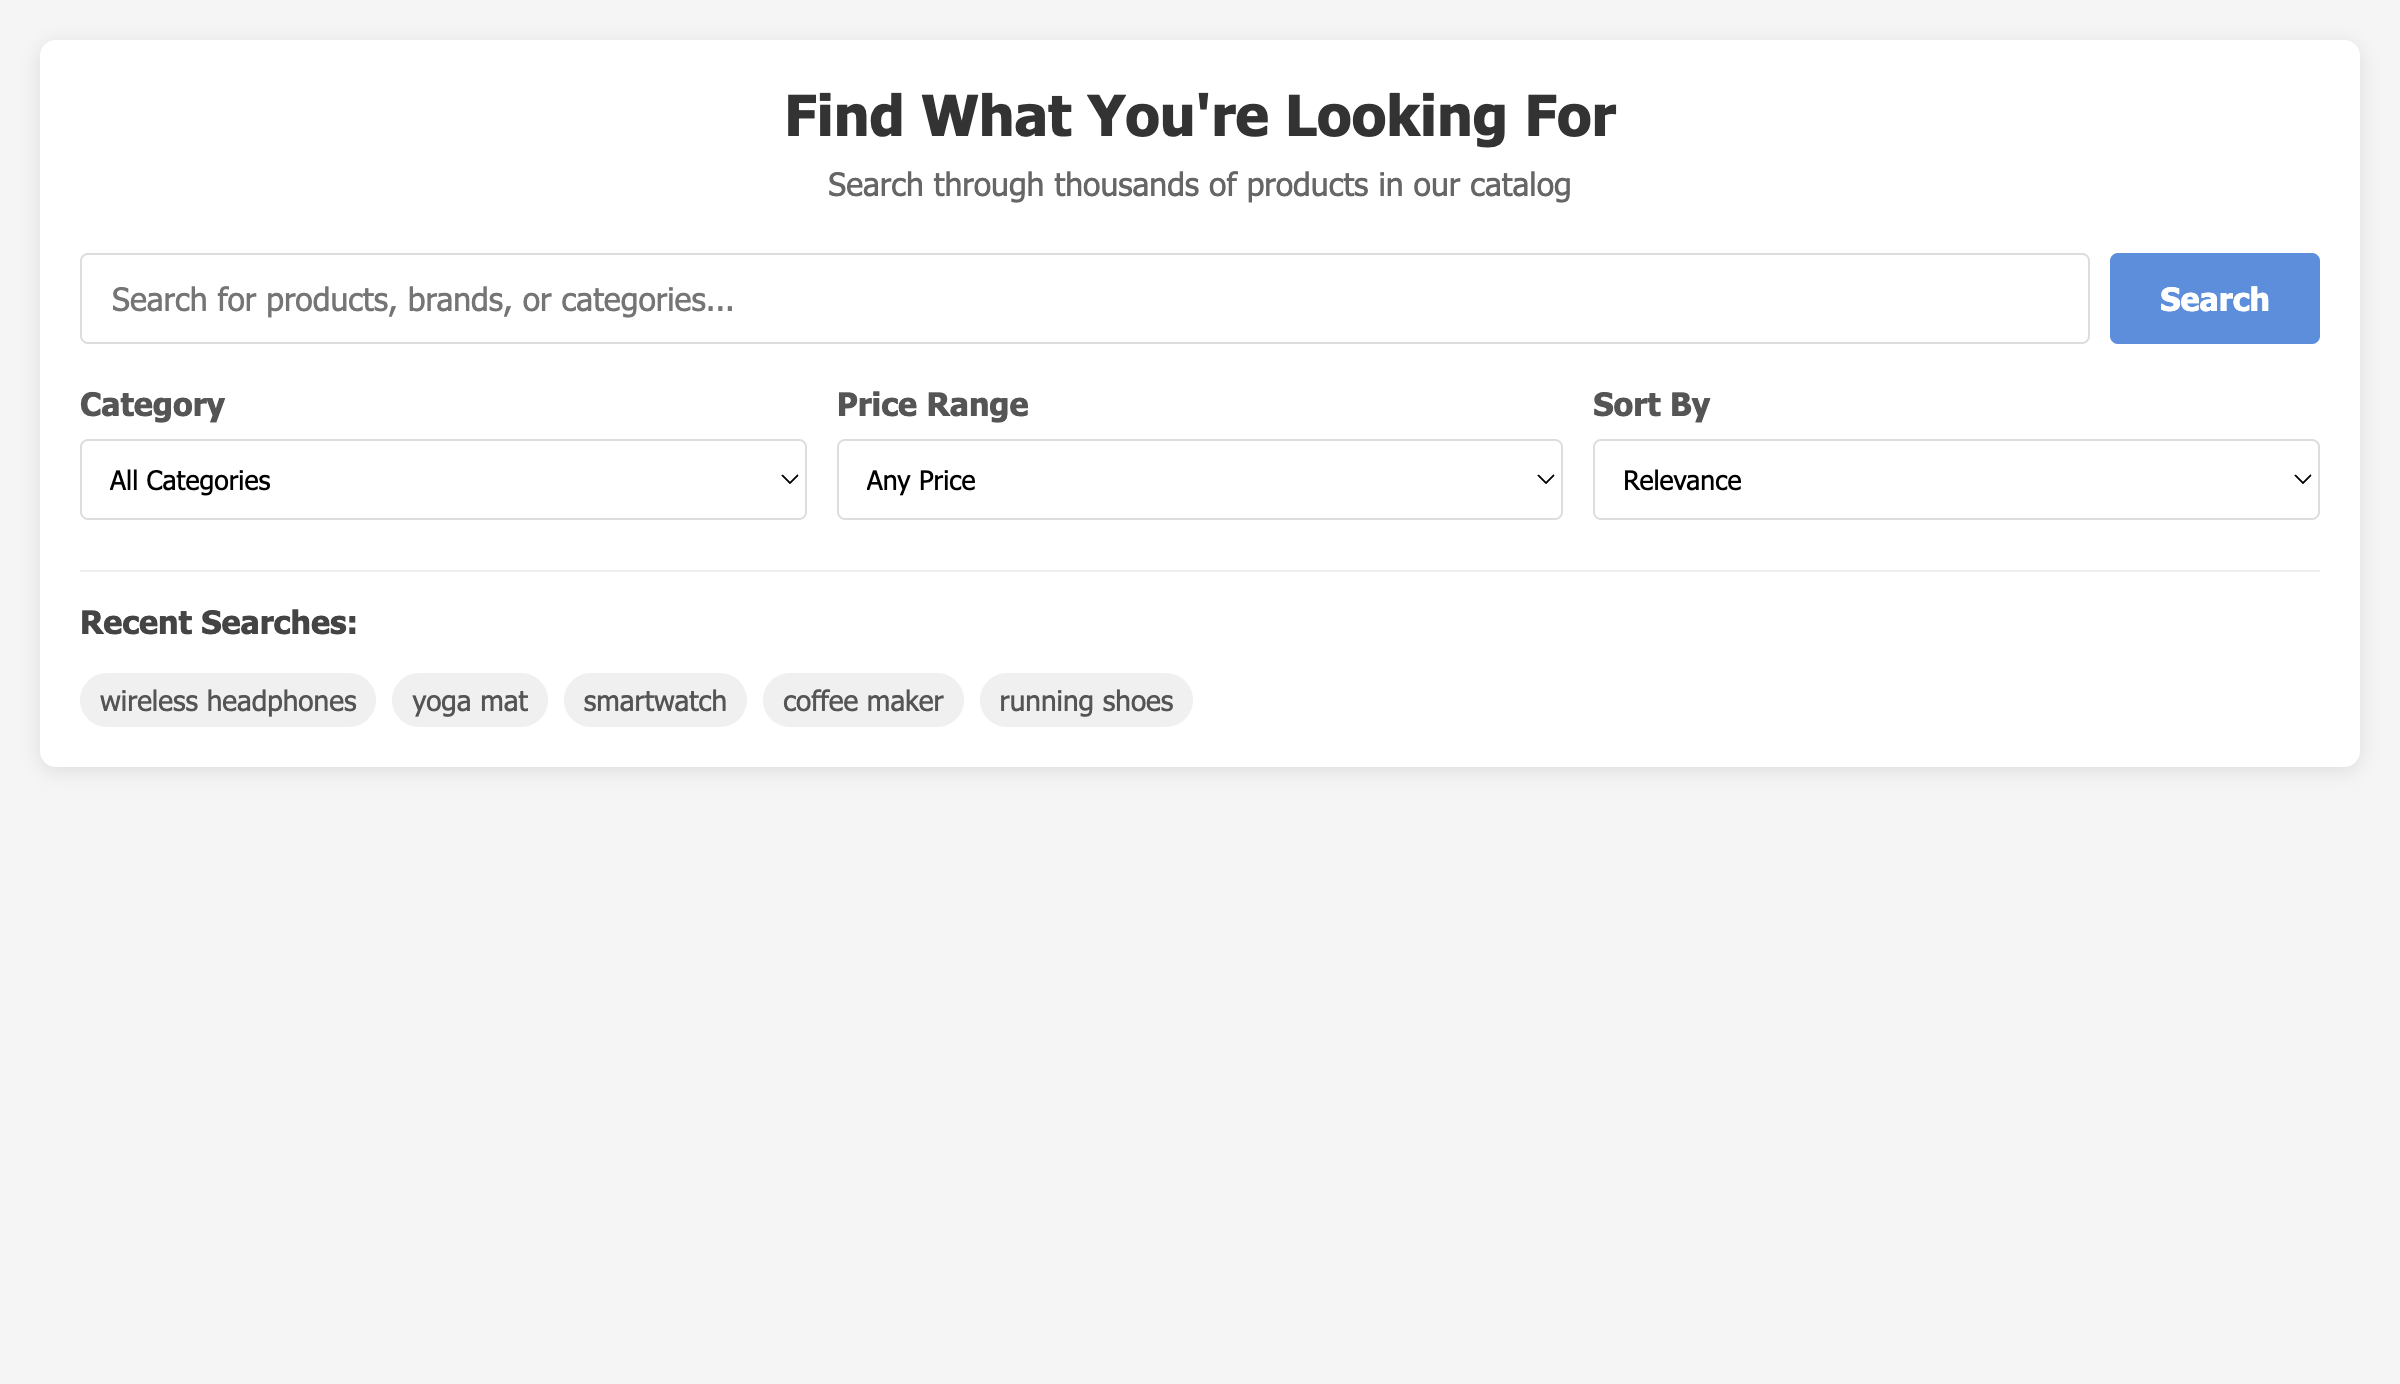 Find What You're Looking For
Search through thousands of products in our catalog
Search for products, brands, or categories...
Search
Category
Price Range
Sort By
All Categories
Any Price
Relevance
Recent Searches:
wireless headphones
yoga mat
smartwatch
coffee maker
running shoes